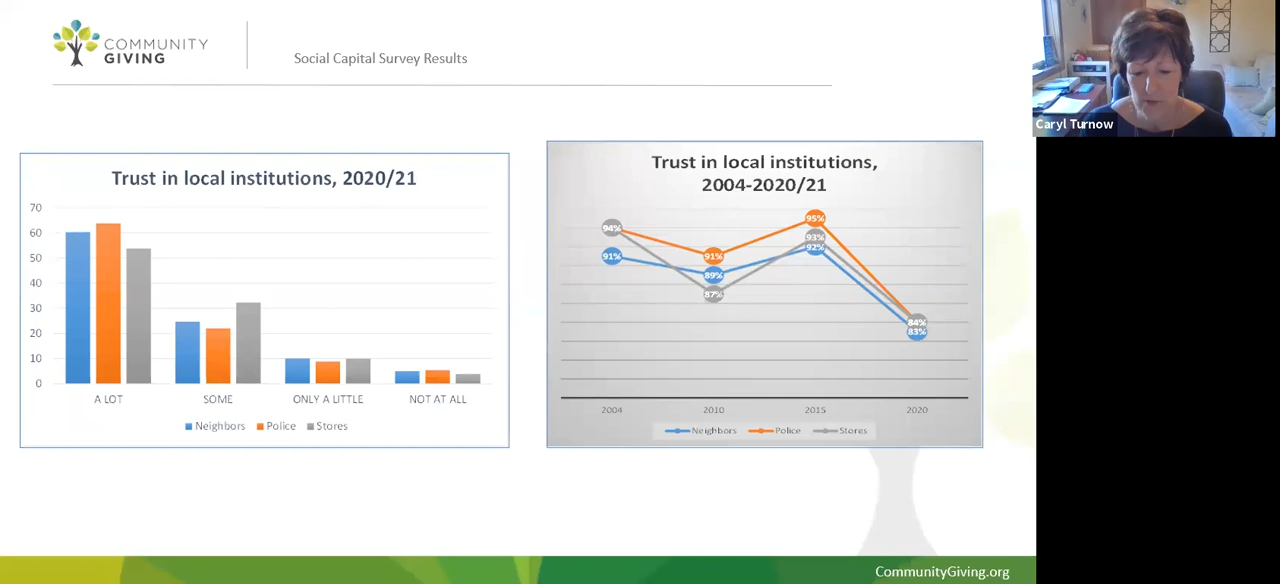 COMMUNITY
GIVING
Social Capital Survey Results
Caryl Turnow
Trust in local institutions, 2020/21
70
60
50
40
30
20
10
0
A LOT SOME ONLY A LITTLE NOT AT ALL
Neighbors Police Stores
Trust in local institutions,
2004-2020/21
94% 91% 89% 87% 91% 95% 93% 92% 84% 83%
2004 2010 2015 2020
Neighbors Police Stores
CommunityGiving.org